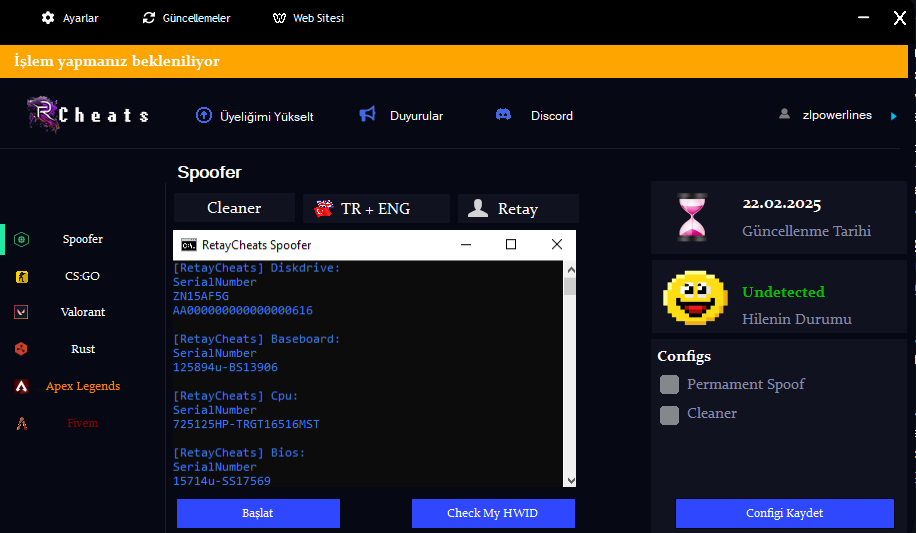 Ayarlar
Güncellemeler
Web Sitesi
İşlem yapmanız bekleniliyor
RCheats
Üyeliğimi Yükselt
Duyurular
Discord
zlpowerlines
Spoofer
Cleaner
TR + ENG
Retay
Spoofer
CS:GO
Valorant
Rust
Apex Legends
Fivem
RetayCheats Spoofer
[RetayCheats] Diskdrive:
SerialNumber
ZN15AF5G
AA000000000000000616
[RetayCheats] Baseboard:
SerialNumber
125894u-BS13906
[RetayCheats] Cpu:
SerialNumber
725125HP-TRGT16516MST
[RetayCheats] Bios:
SerialNumber
15714u-SS17569
Başlat
Check My HWID
22.02.2025
Güncellenme Tarihi
Undetected
Hilenin Durumu
Configs
Permament Spoof
Cleaner
Configi Kaydet